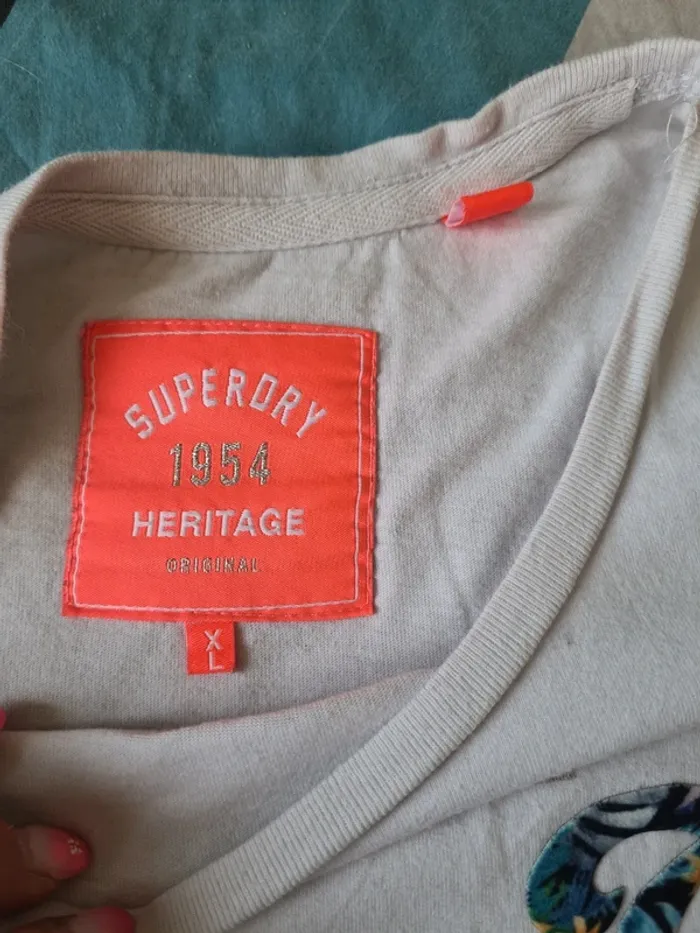 SUPERDRY
1954
HERITAGE
ORIGINAL
XL